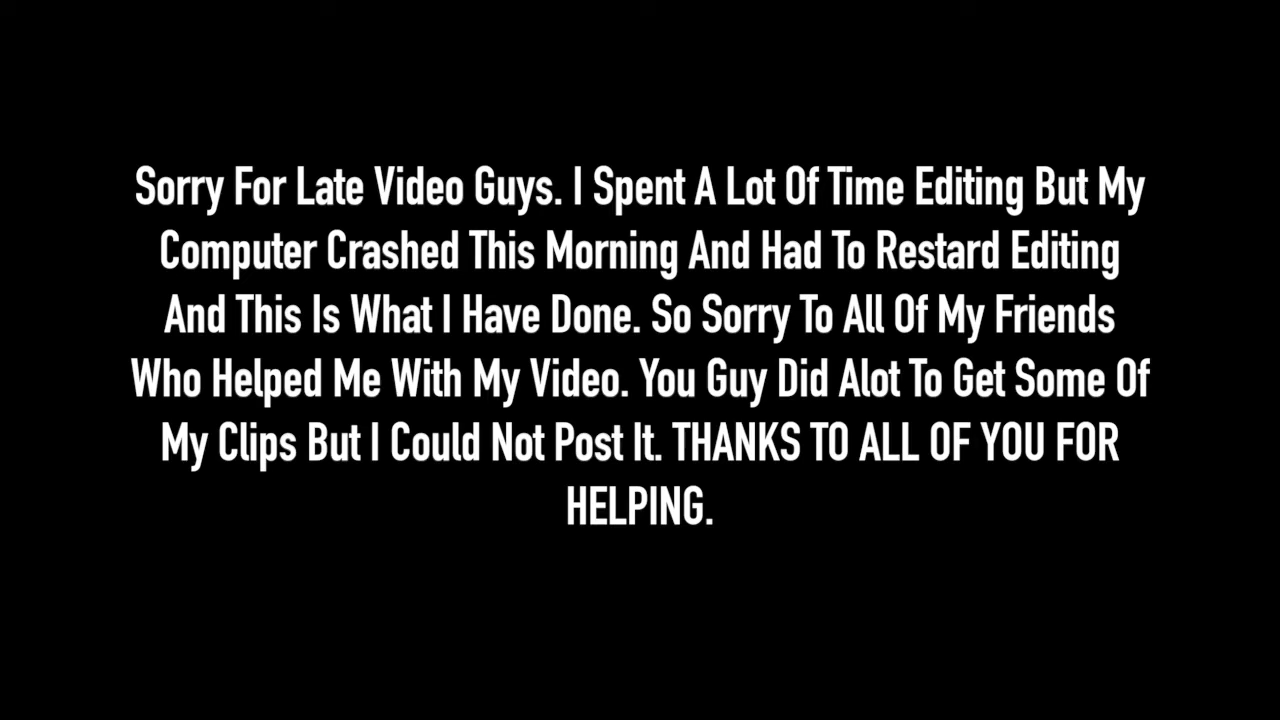 Sorry For Late Video Guys. I Spent A Lot Of Time Editing But My
Computer Crashed This Morning And Had To Restard Editing
And This Is What I Have Done. So Sorry To All Of My Friends
Who Helped Me With My Video. You Guy Did Alot To Get Some Of
My Clips But I Could Not Post It. THANKS TO ALL OF YOU FOR
HELPING.